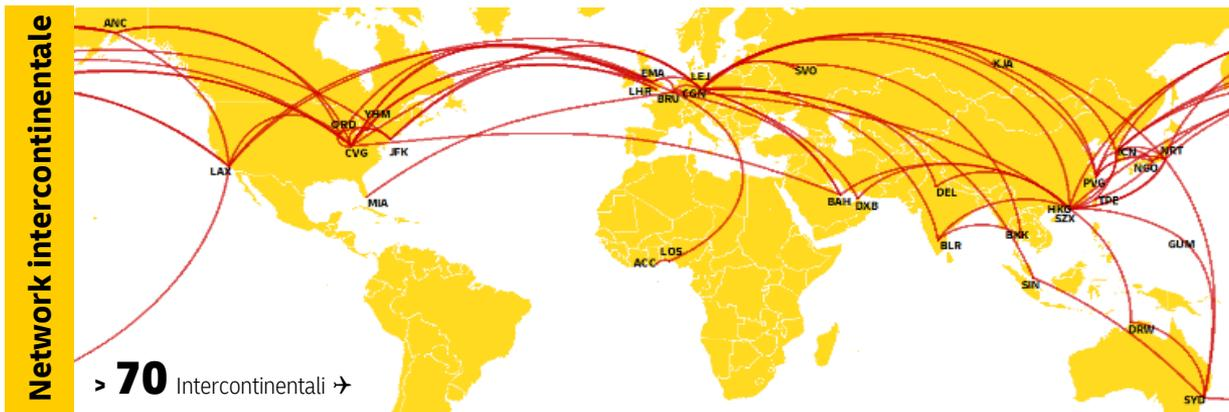 Network intercontinentale
ANC
LAX
ORD
YHM
CVG
JFK
MIA
EMA
LHR
BRU
LEJ
CGN
SVO
KJA
LOS
ACC
BAH
DXB
DEL
BLR
BKK
SIN
ICN
NRT
NGO
PVG
TPE
HKG
SZX
GUM
DRW
SYD
> 70 Intercontinentali